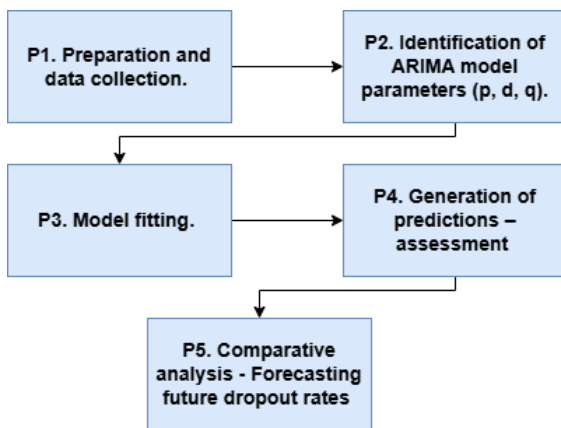 P1. Preparation and
data collection.
P2. Identification of
ARIMA model
parameters (p, d, q).
P3. Model fitting.
P4. Generation of
predictions –
assessment
P5. Comparative
analysis - Forecasting
future dropout rates